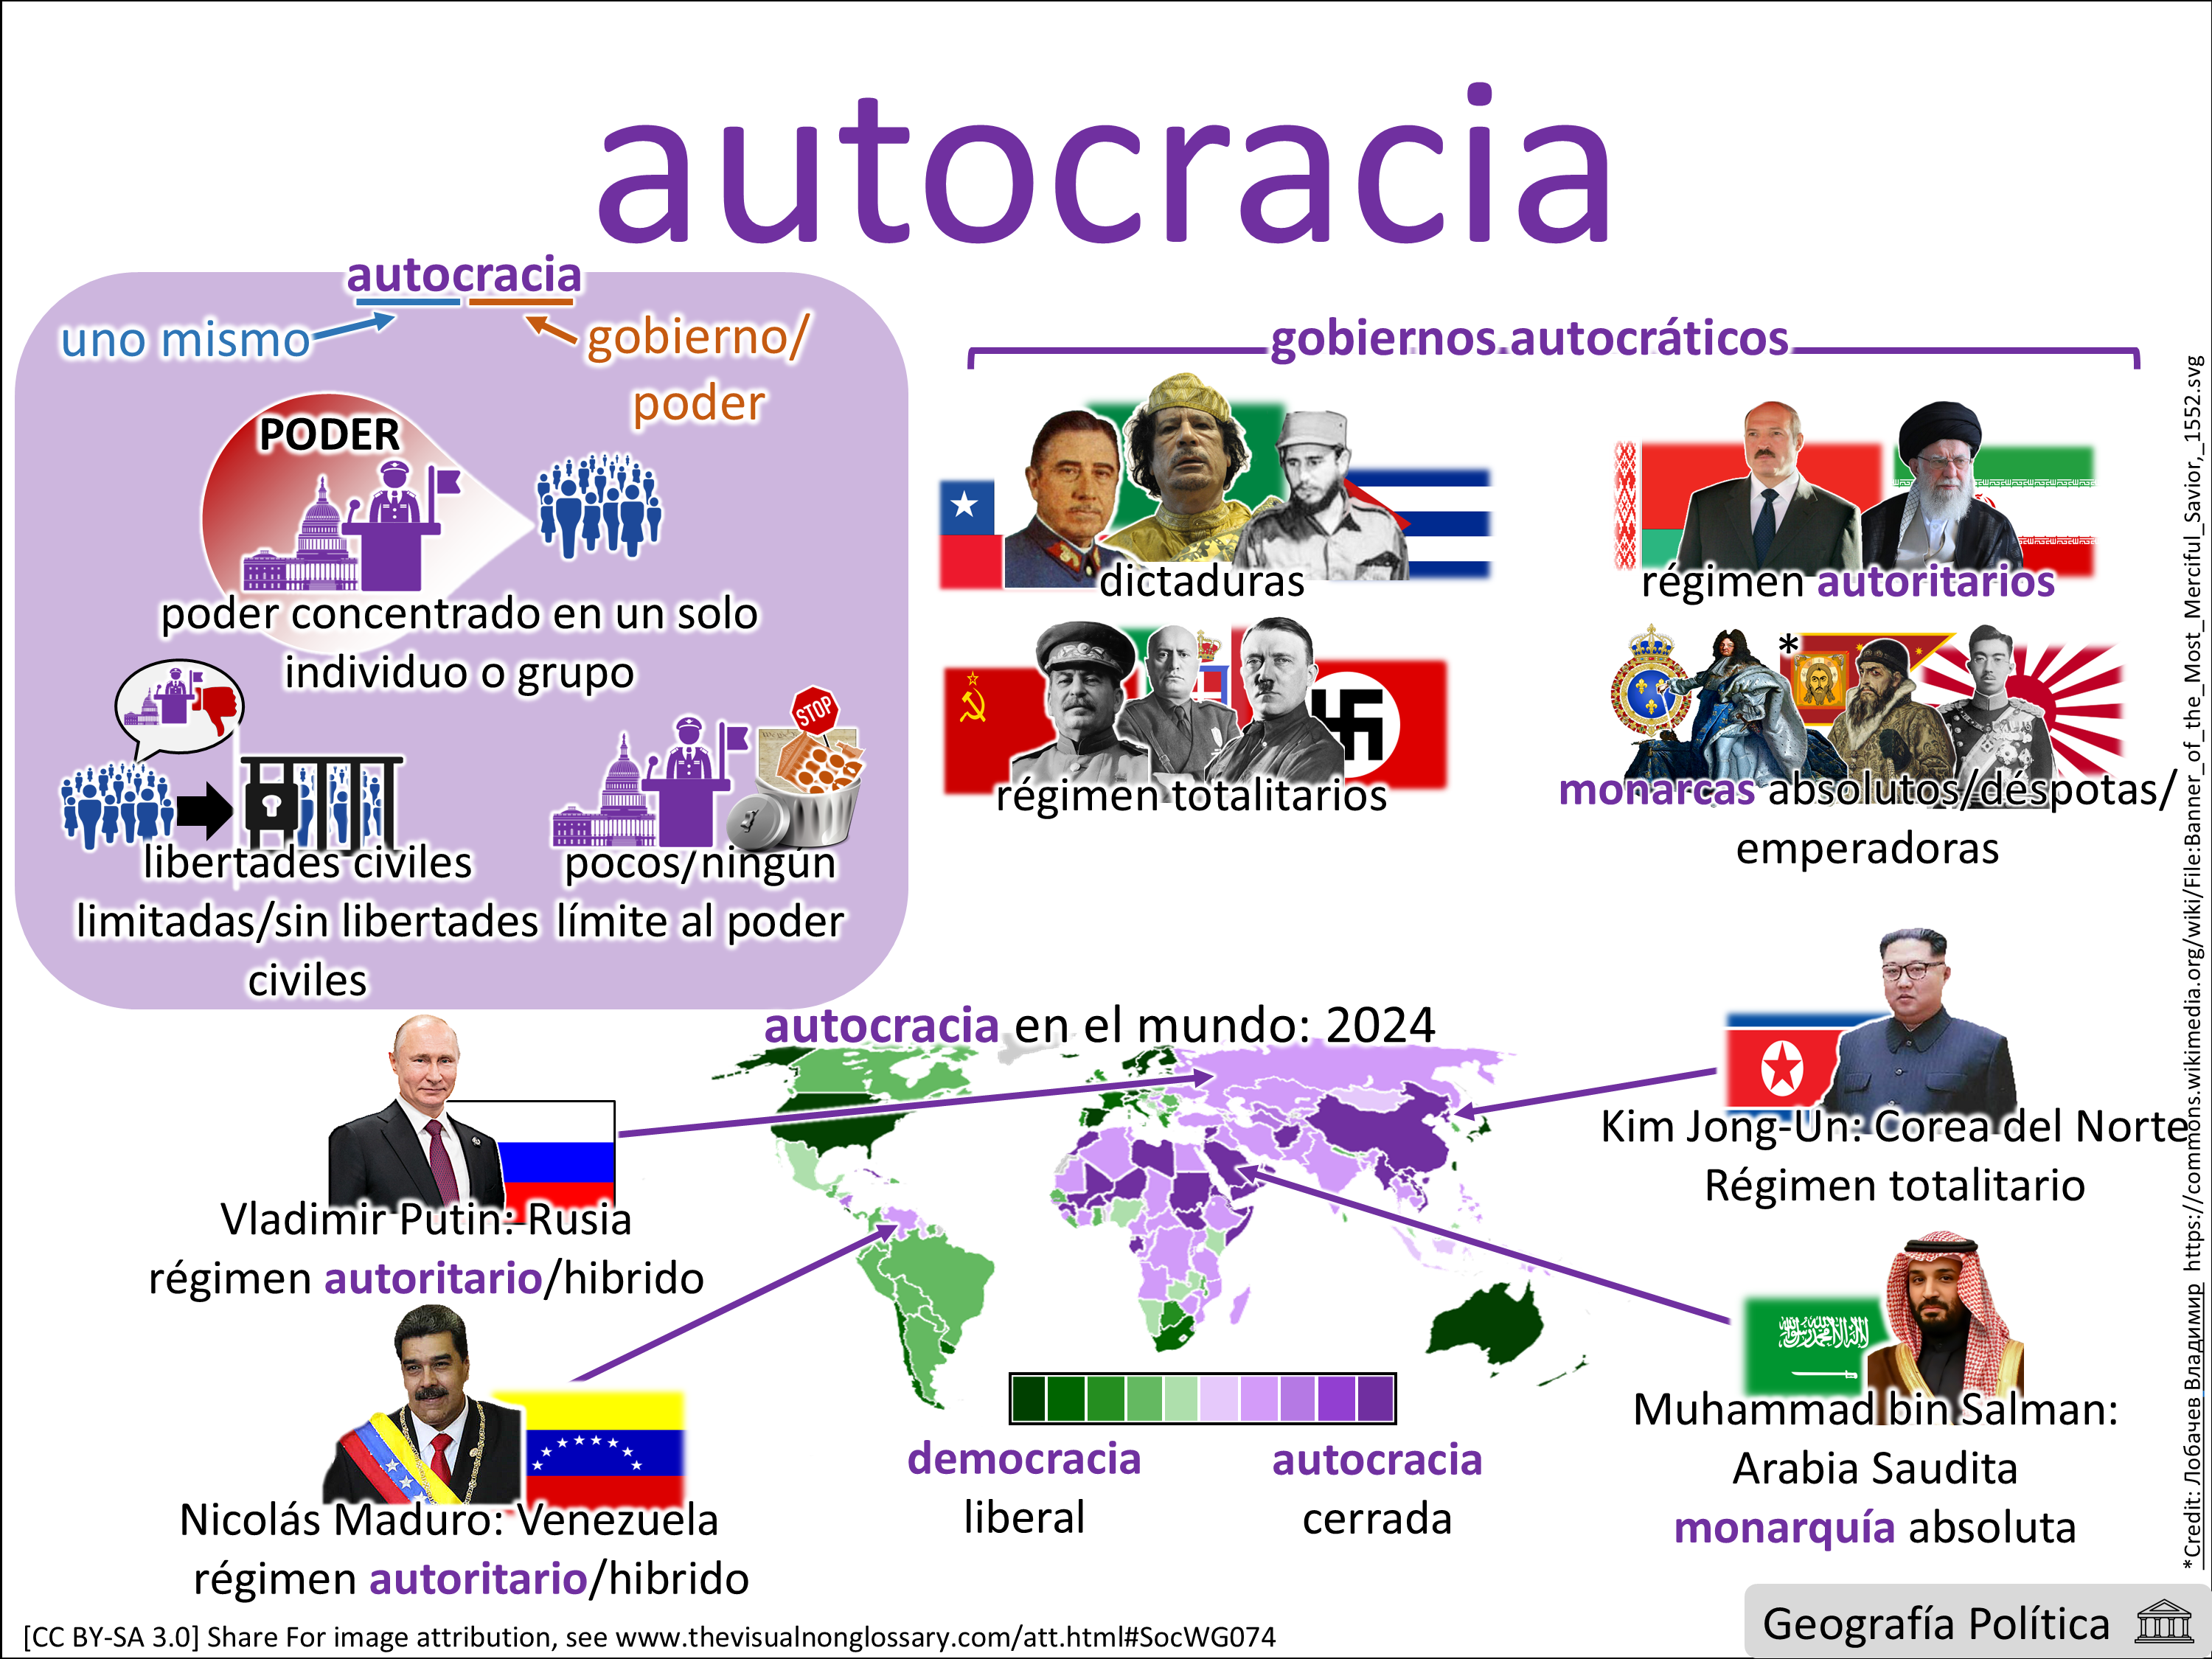 autocracia
autocracia
uno mismo
gobierno/
poder
PODER
poder concentrado en un solo
individuo o grupo
STOP
libertades civiles
limitadas/sin libertades
civiles
pocos/ningún
límite al poder
gobiernos autocráticos
dictaduras
régimen autoritarios
régimen totalitarios
*
monarcas absolutos/déspotas/
emperadoras
autocracia en el mundo: 2024
Vladimir Putin: Rusia
régimen autoritario/hibrido
Nicolás Maduro: Venezuela
régimen autoritario/hibrido
Kim Jong-Un: Corea del Norte
Régimen totalitario
Muhammad bin Salman:
Arabia Saudita
monarquía absoluta
democracia
liberal
autocracia
cerrada
*Credit: Лобачев Владимир https://commons.wikimedia.org/wiki/File:Banner_of_the_Most_Merciful_Savior,_1552.svg
[CC BY-SA 3.0] Share For image attribution, see www.thevisualnonglossary.com/att.html#SocWG074
Geografía Política